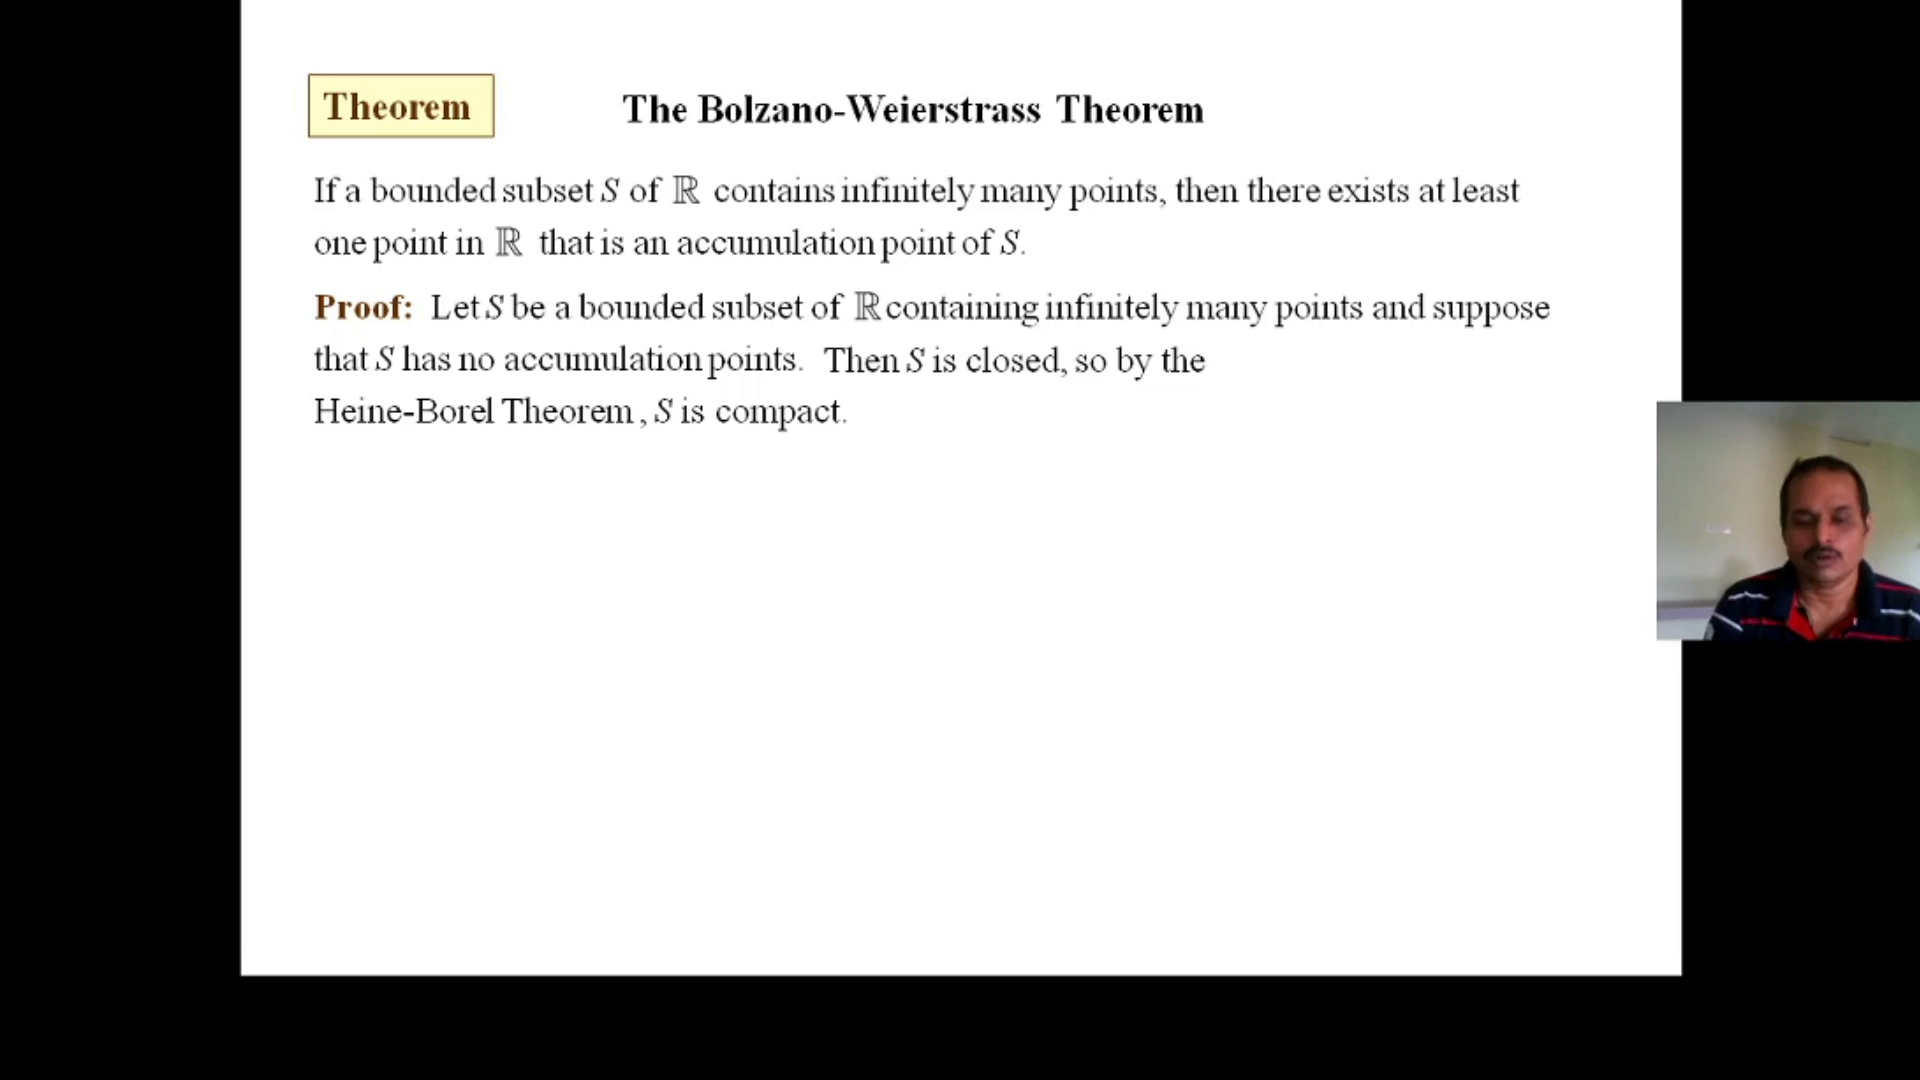 Theorem
The Bolzano-Weierstrass Theorem
If a bounded subset S of ℝ contains infinitely many points, then there exists at least
one point in ℝ that is an accumulation point of S.
Proof: Let S be a bounded subset of ℝ containing infinitely many points and suppose
that S has no accumulation points. Then S is closed, so by the
Heine-Borel Theorem, S is compact.